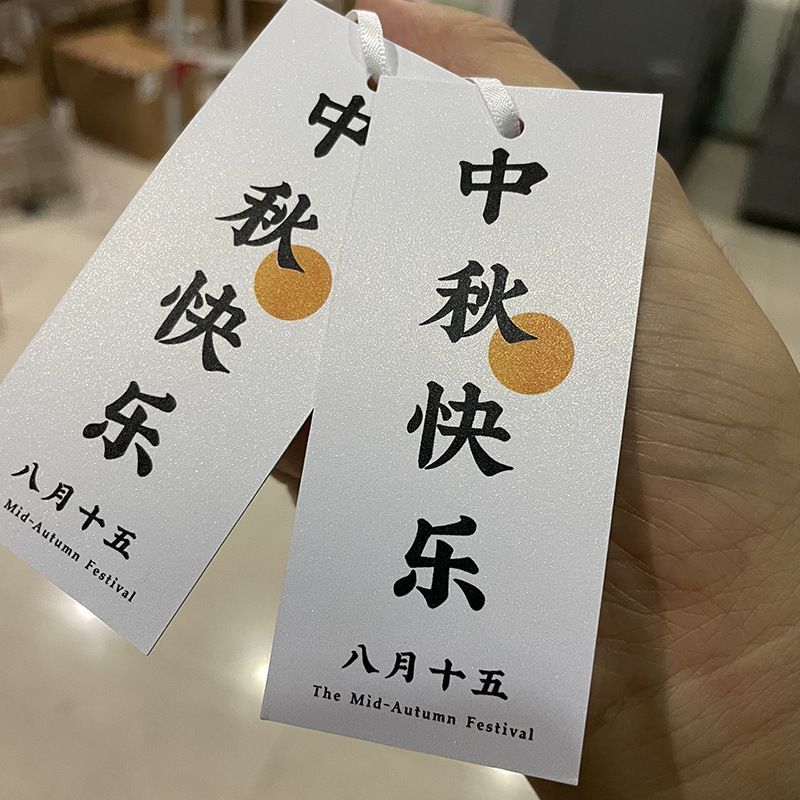 中秋快乐
八月十五
Mid-Autumn Festival
中秋快乐
八月十五
The Mid-Autumn Festival